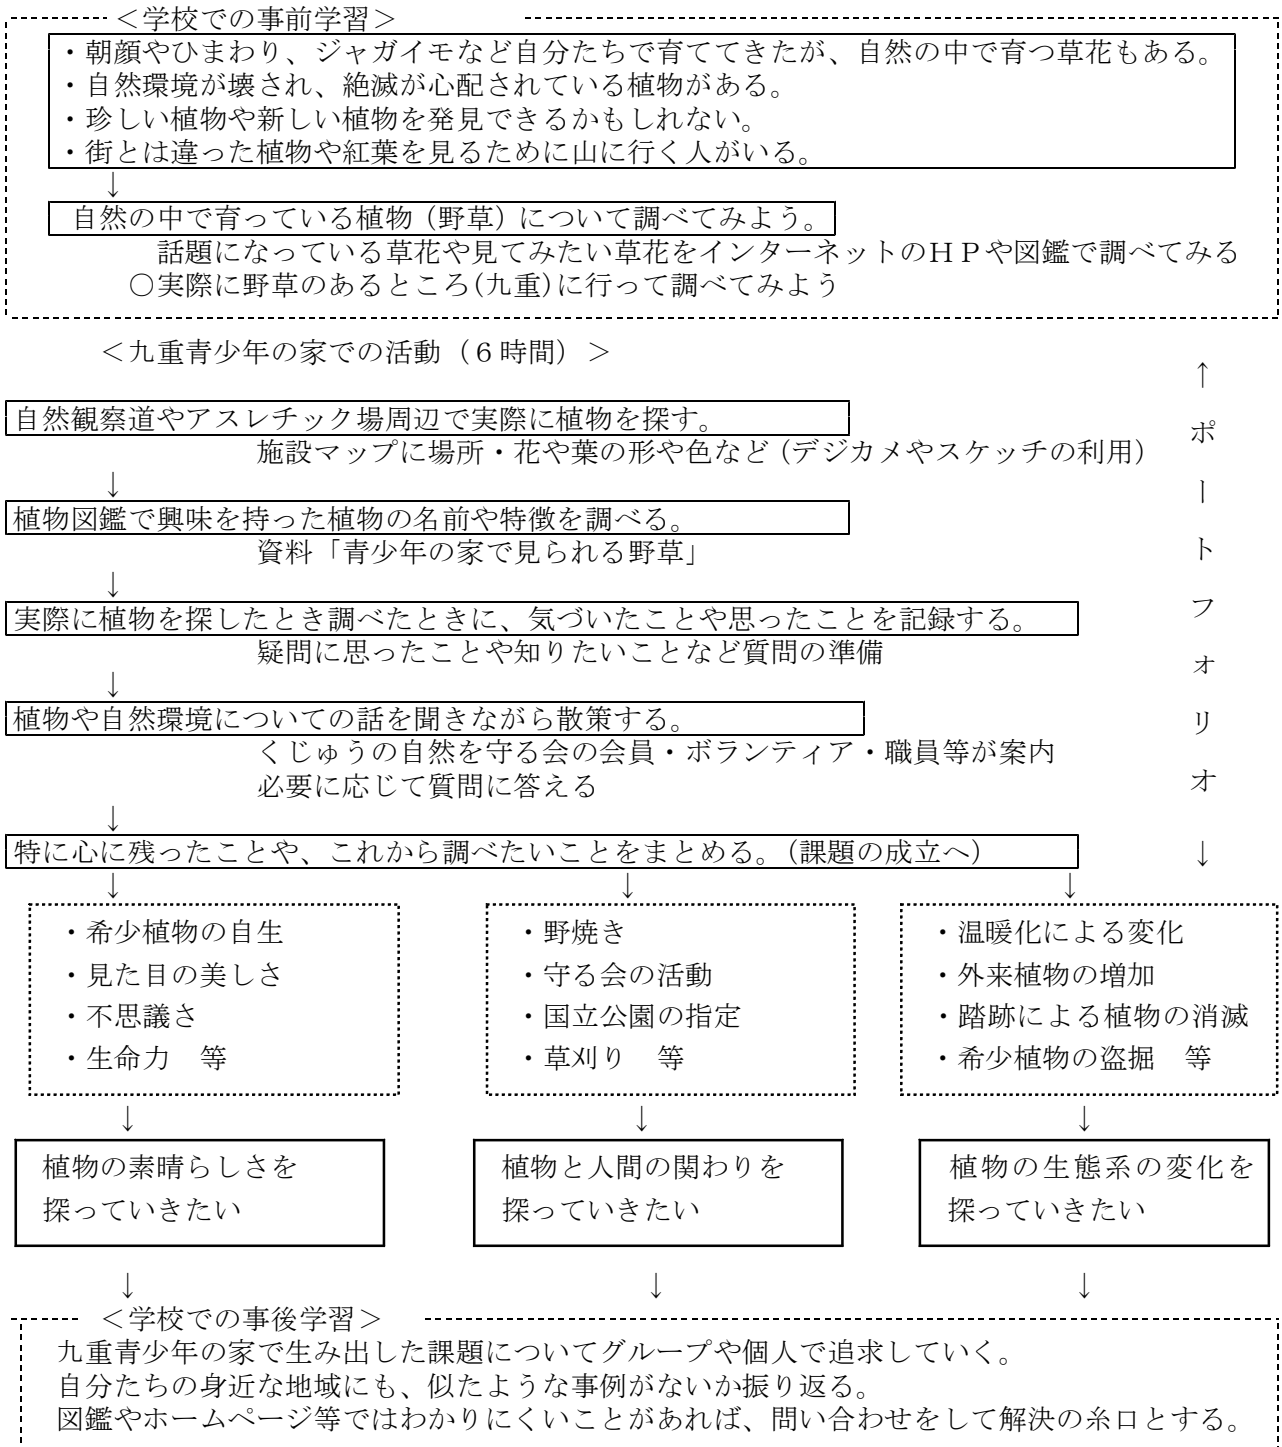 ＜学校での事前学習＞
・朝顔やひまわり、ジャガイモなど自分たちで育ててきたが、自然の中で育つ草花もある。
・自然環境が壊され、絶滅が心配されている植物がある。
・珍しい植物や新しい植物を発見できるかもしれない。
・街とは違った植物や紅葉を見るために山に行く人がいる。
↓
自然の中で育っている植物（野草）について調べてみよう。
話題になっている草花や見てみたい草花をインターネットのＨＰや図鑑で調べてみる
○実際に野草のあるところ(九重)に行って調べてみよう
＜九重青少年の家での活動（６時間）＞
↑
ポートフォリオ
↓
自然観察道やアスレチック場周辺で実際に植物を探す。
施設マップに場所・花や葉の形や色など（デジカメやスケッチの利用）
↓
植物図鑑で興味を持った植物の名前や特徴を調べる。
資料「青少年の家で見られる野草」
↓
実際に植物を探したとき調べたときに、気づいたことや思ったことを記録する。
疑問に思ったことや知りたいことなど質問の準備
↓
植物や自然環境についての話を聞きながら散策する。
くじゅうの自然を守る会の会員・ボランティア・職員等が案内
必要に応じて質問に答える
↓
特に心に残ったことや、これから調べたいことをまとめる。（課題の成立へ）
↓ ↓ ↓
・希少植物の自生
・見た目の美しさ
・不思議さ
・生命力　等
・野焼き
・守る会の活動
・国立公園の指定
・草刈り　等
・温暖化による変化
・外来植物の増加
・踏跡による植物の消滅
・希少植物の盗掘　等
↓ ↓ ↓
植物の素晴らしさを
探っていきたい
植物と人間の関わりを
探っていきたい
植物の生態系の変化を
探っていきたい
↓ ↓ ↓
＜学校での事後学習＞
九重青少年の家で生み出した課題についてグループや個人で追求していく。
自分たちの身近な地域にも、似たような事例がないか振り返る。
図鑑やホームページ等ではわかりにくいことがあれば、問い合わせをして解決の糸口とする。